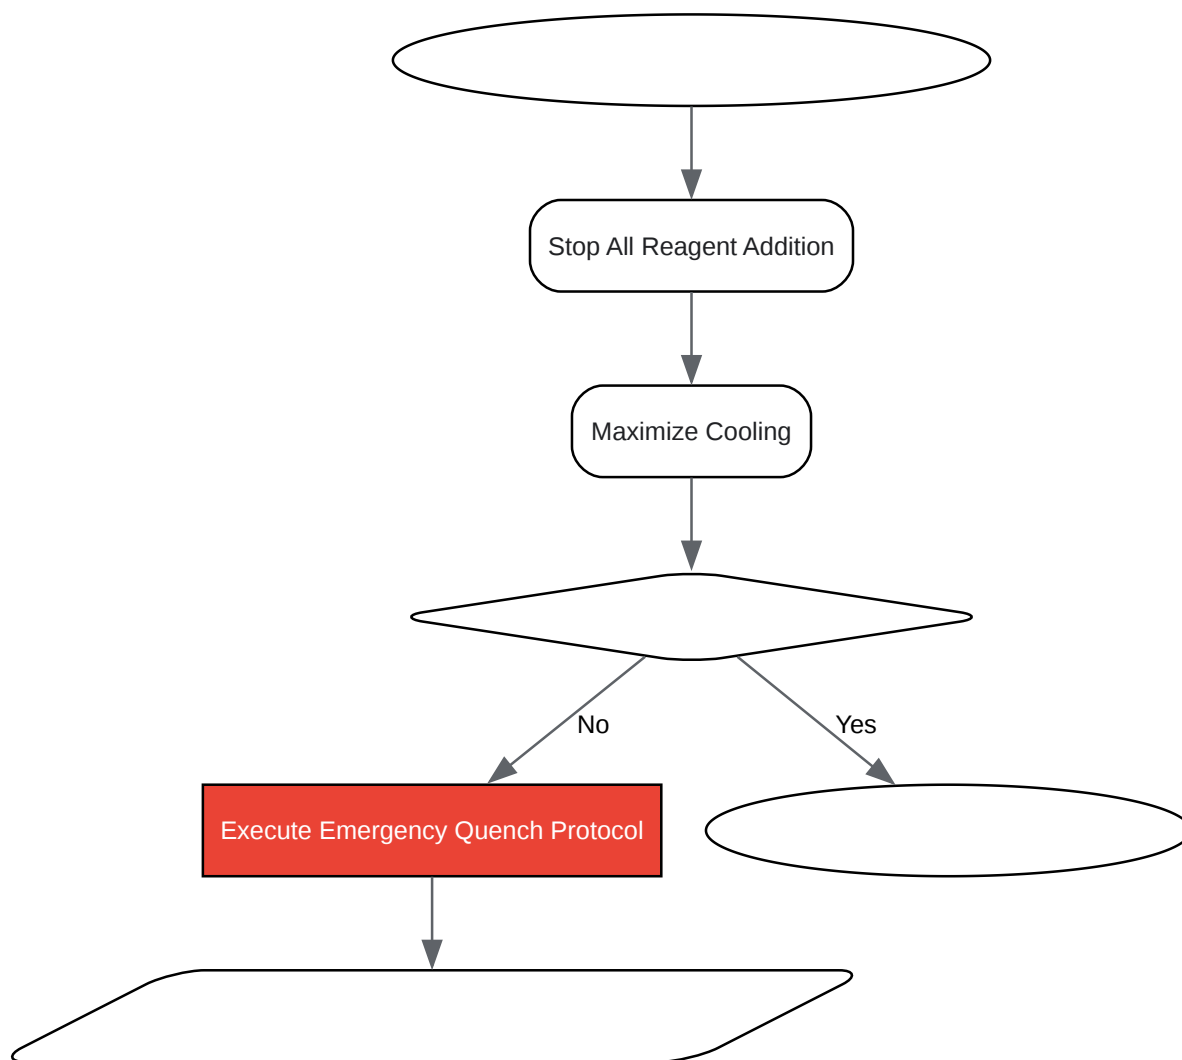 Stop All Reagent Addition
Maximize Cooling
No
Yes
Execute Emergency Quench Protocol